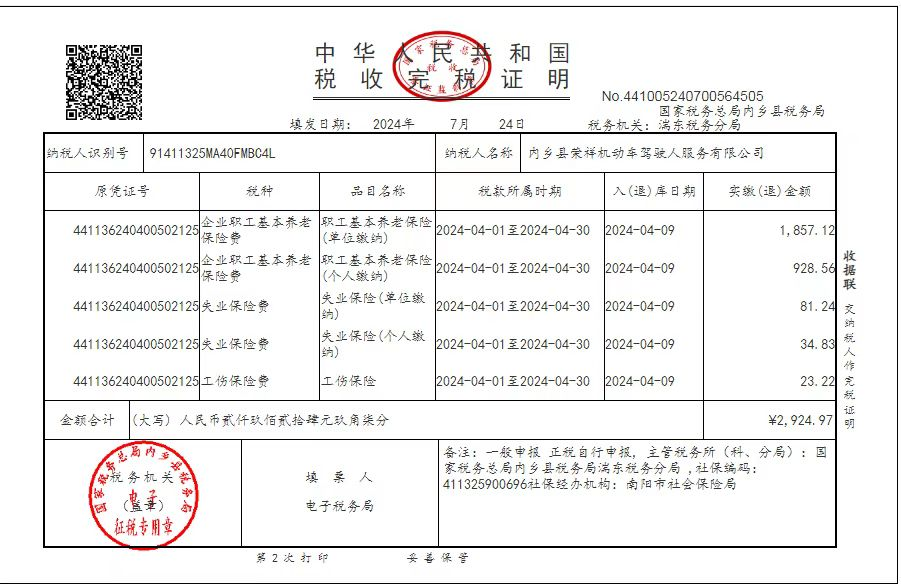 中华人民共和国
税收完税证明
No.441005240700564505
国家税务总局内乡县税务局
填发日期： 2024年 7月 24日 税务机关：湍东税务分局
纳税人识别号 91411325MA40FMBC4L 纳税人名称 内乡县荣祥机动车驾驶人服务有限公司
原凭证号 税种 品目名称 税款所属时期 入(退)库日期 实缴(退)金额
441136240400502125 企业职工基本养老保险费 职工基本养老保险(单位缴纳) 2024-04-01至2024-04-30 2024-04-09 1,857.12
441136240400502125 企业职工基本养老保险费 职工基本养老保险(个人缴纳) 2024-04-01至2024-04-30 2024-04-09 928.56
441136240400502125 失业保险费 失业保险(单位缴纳) 2024-04-01至2024-04-30 2024-04-09 81.24
441136240400502125 失业保险费 失业保险(个人缴纳) 2024-04-01至2024-04-30 2024-04-09 34.83
441136240400502125 工伤保险费 工伤保险 2024-04-01至2024-04-30 2024-04-09 23.22
金额合计 (大写) 人民币贰仟玖佰贰拾肆元玖角柒分 ¥2,924.97
税务机关
(盖章)
国家税务总局内乡县税务局
电子
征税专用章
填 票 人
电子税务局
备注：一般申报 正税自行申报, 主管税务所（科、分局）：国
家税务总局内乡县税务局湍东税务分局 ,社保编码：
411325900696社保经办机构：南阳市社会保险局
收据联
交纳税人作完税证明
第2次打印 妥善保管